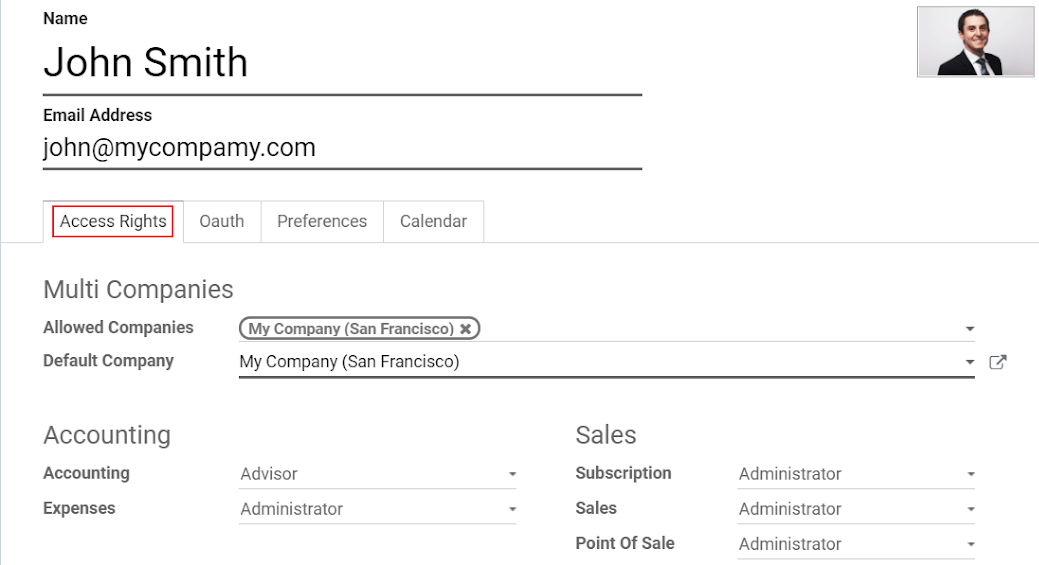 Name
John Smith
Email Address
john@mycompamy.com
Access Rights Oauth Preferences Calendar
Multi Companies
Allowed Companies My Company (San Francisco) ✖
Default Company My Company (San Francisco)
Accounting Sales
Accounting Advisor Subscription Administrator
Expenses Administrator Sales Administrator
Point Of Sale Administrator